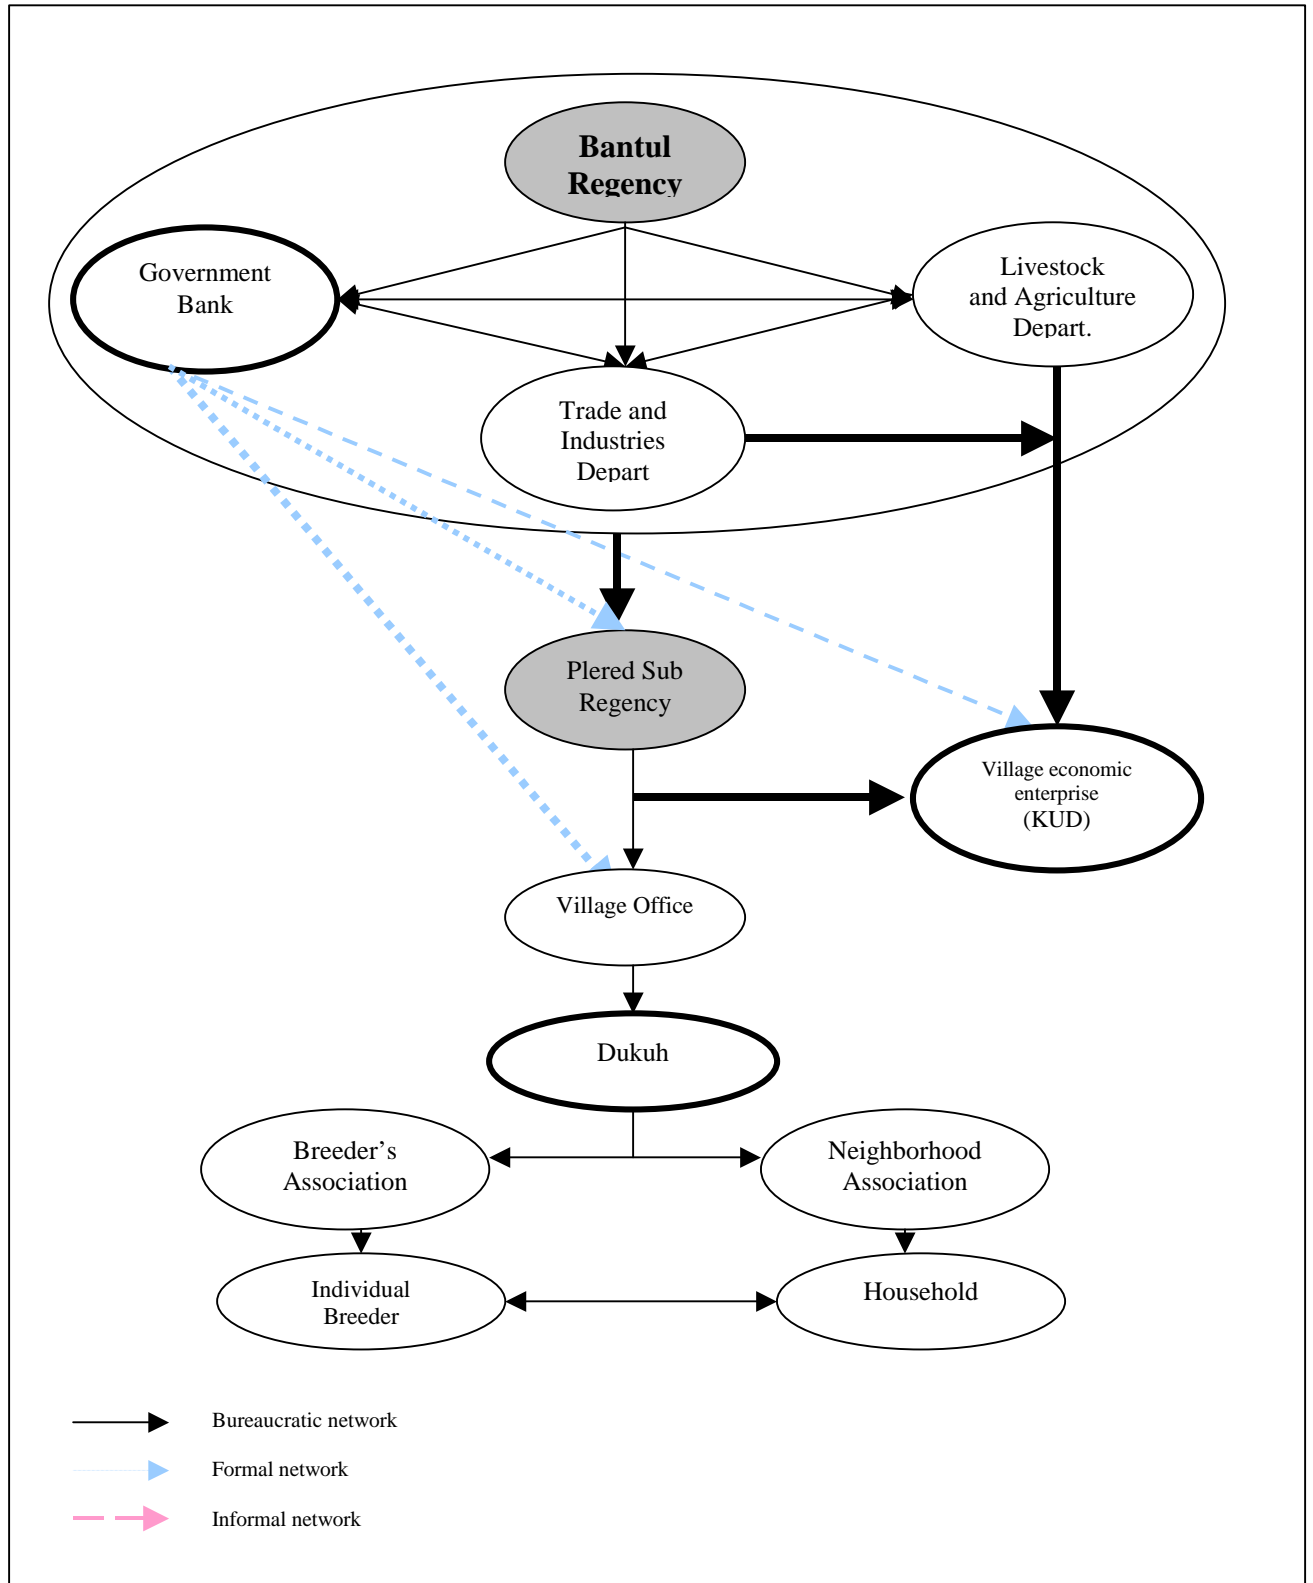 Bantul
Regency
Government
Bank
Livestock
and Agriculture
Depart.
Trade and
Industries
Depart
Plered Sub
Regency
Village economic
enterprise
(KUD)
Village Office
Dukuh
Breeder’s
Association
Neighborhood
Association
Individual
Breeder
Household
Bureaucratic network
Formal network
Informal network